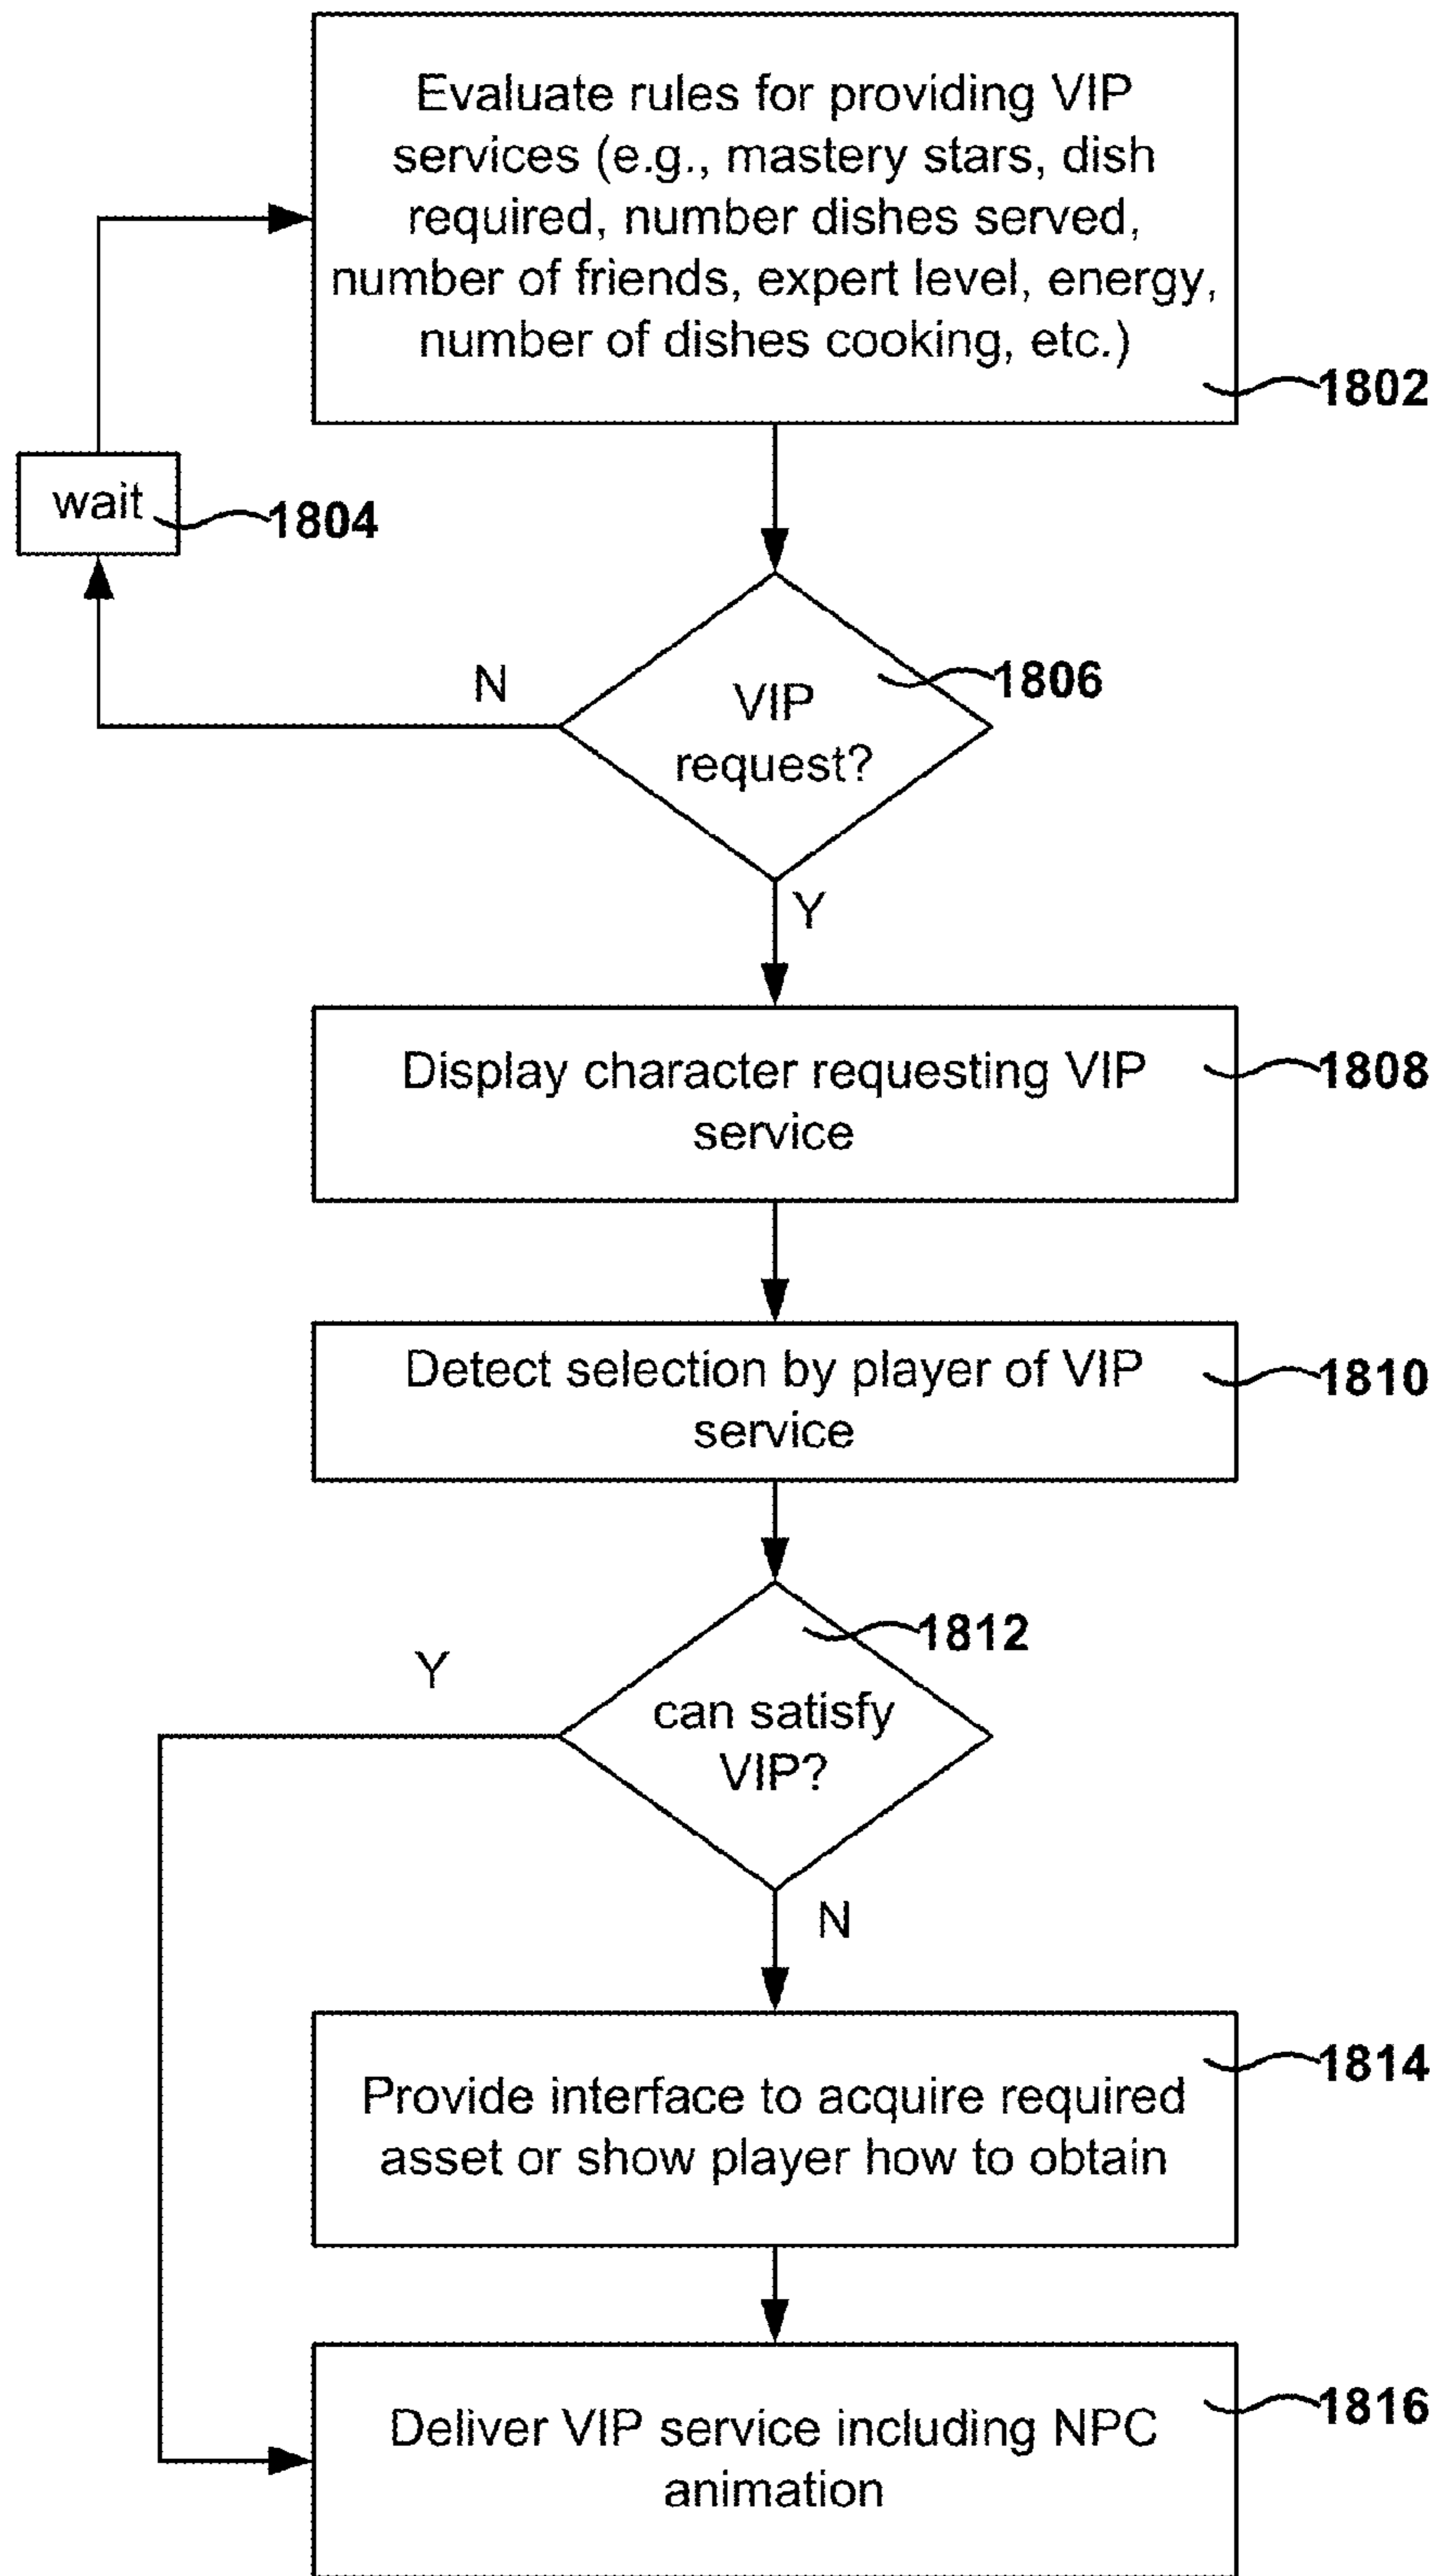 Evaluate rules for providing VIP
services (e.g., mastery stars, dish
required, number dishes served,
number of friends, expert level, energy,
number of dishes cooking, etc.)
1802
wait
1804
N
1806
VIP
request?
Y
Display character requesting VIP
service
1808
Detect selection by player of VIP
service
1810
1812
Y
can satisfy
VIP?
N
Provide interface to acquire required
asset or show player how to obtain
1814
Deliver VIP service including NPC
animation
1816